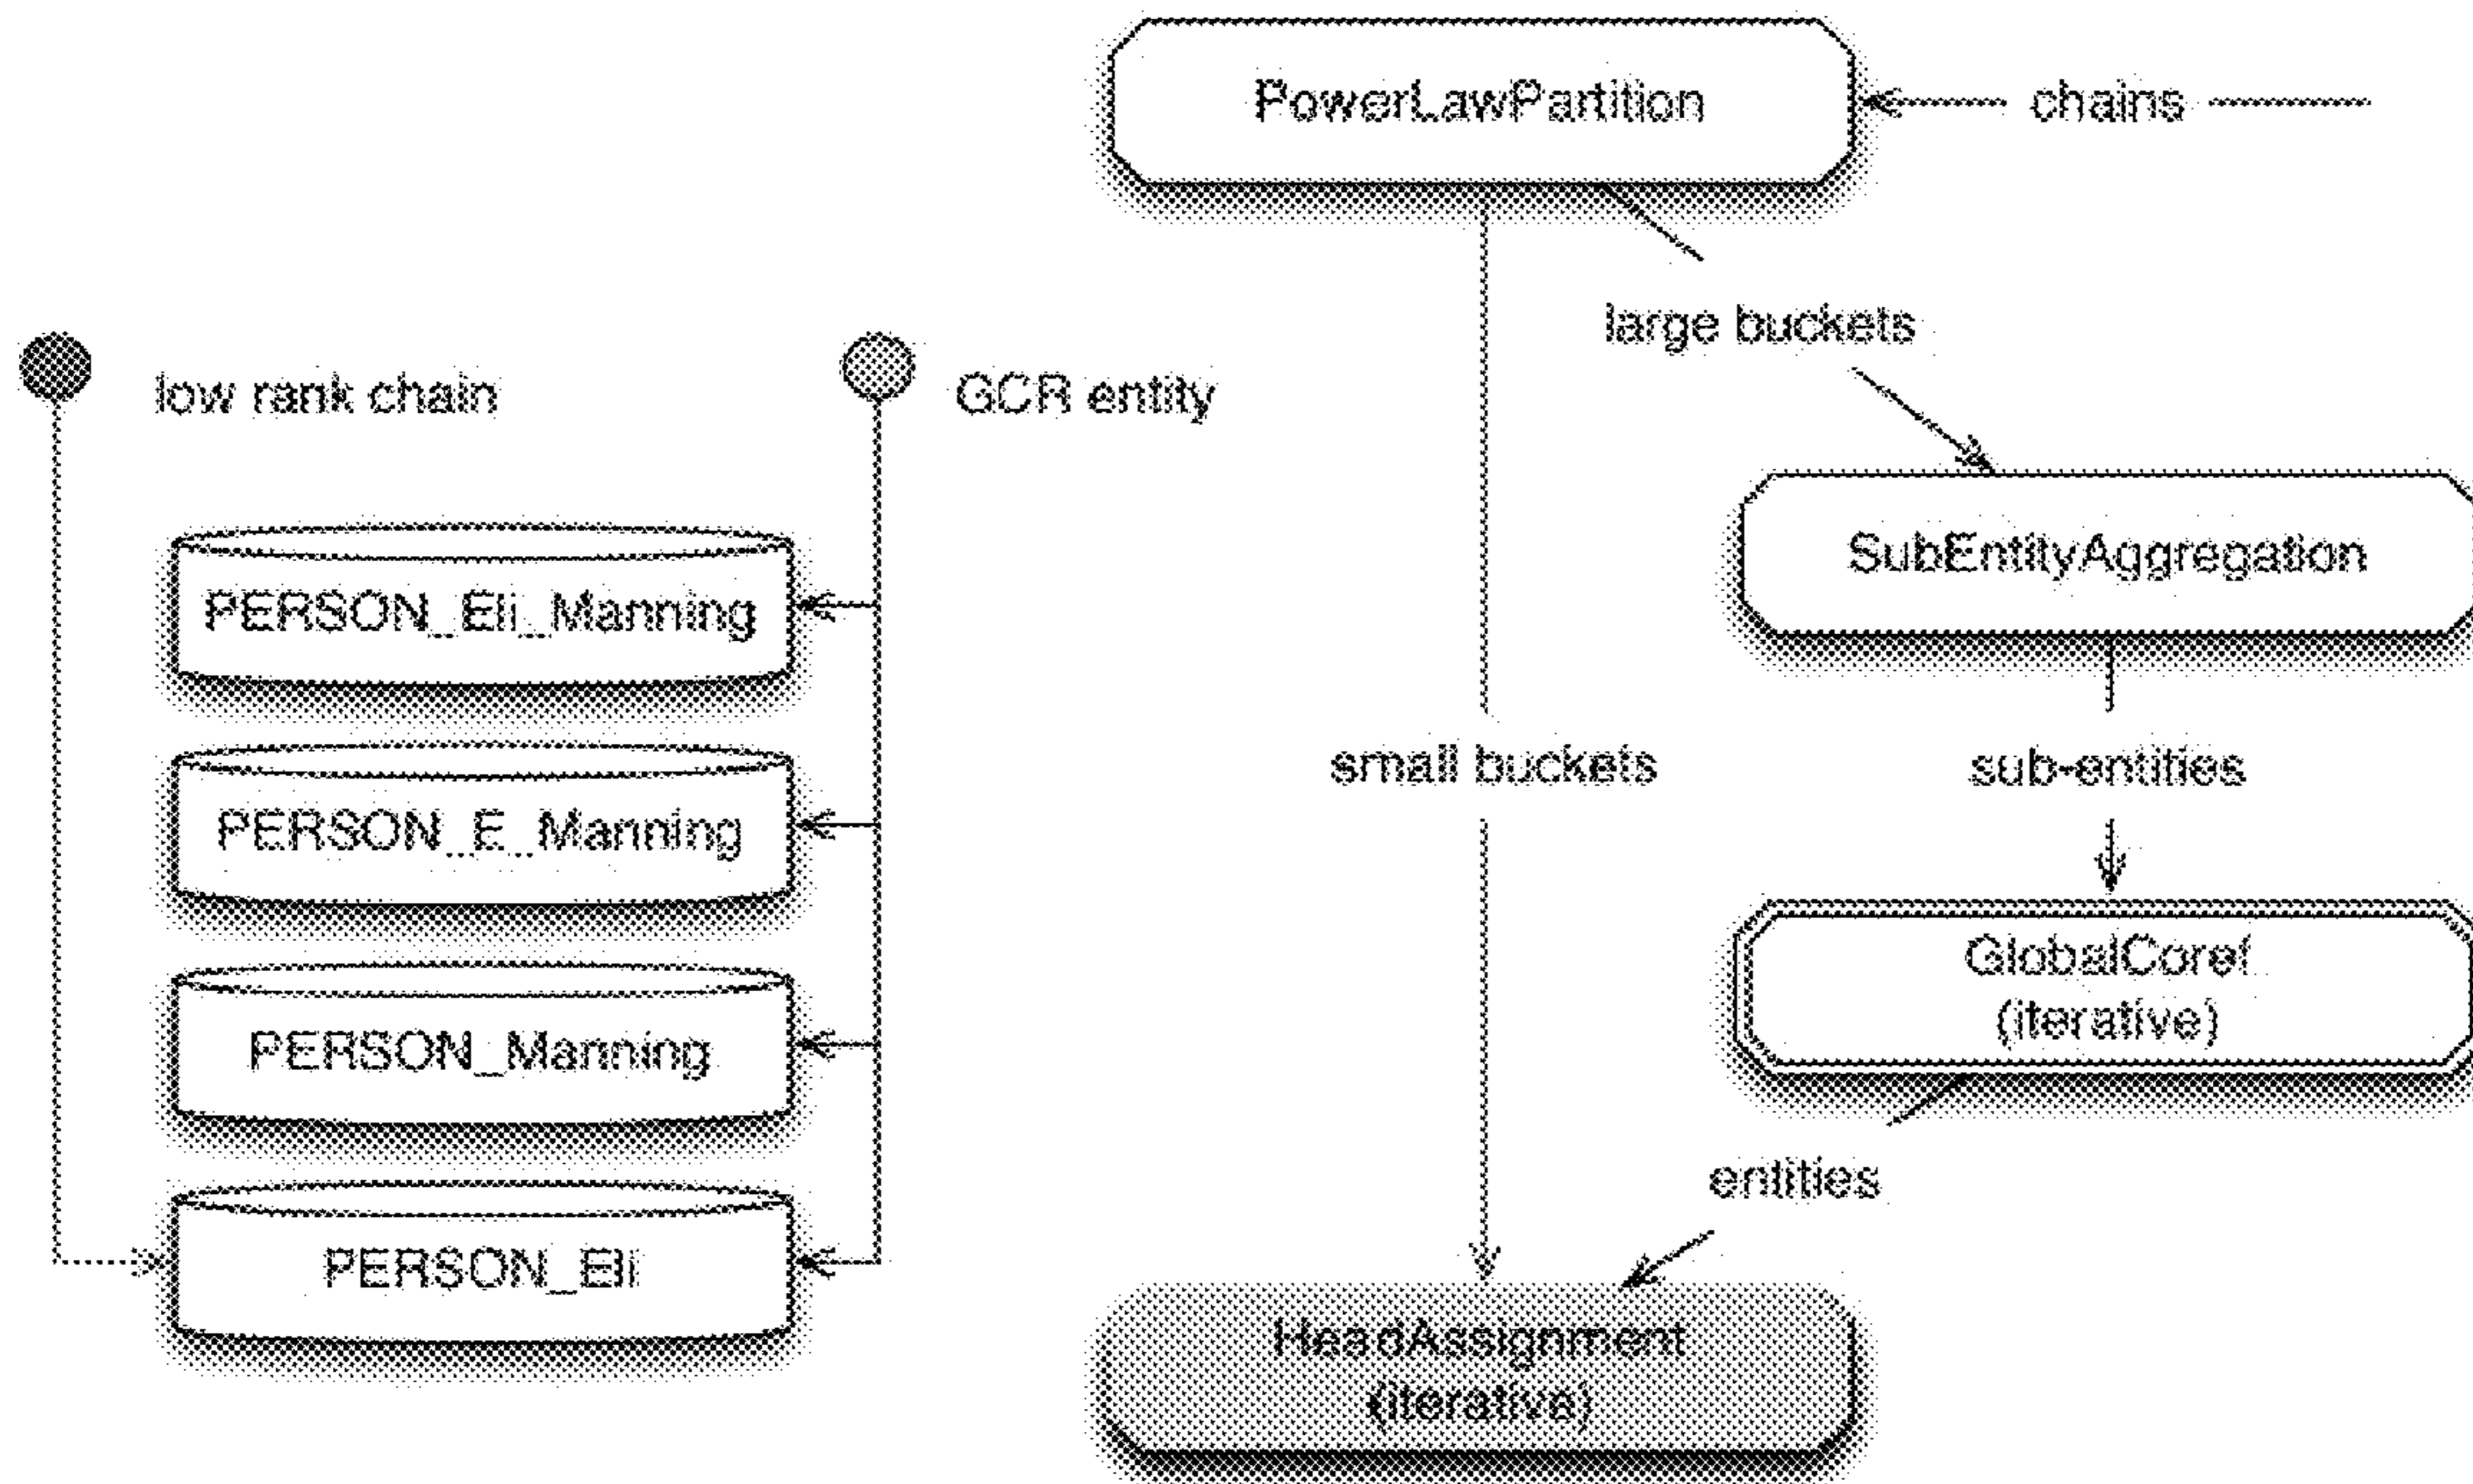 PowerLawPartition
chains
large buckets
low rank chain
GCR entity
SubEntityAggregation
PERSON_Eli_Manning
small buckets
sub-entities
PERSON_E_Manning
GlobalCoref
(iterative)
PERSON_Manning
entities
PERSON_Eli
HeadAssignment
(iterative)